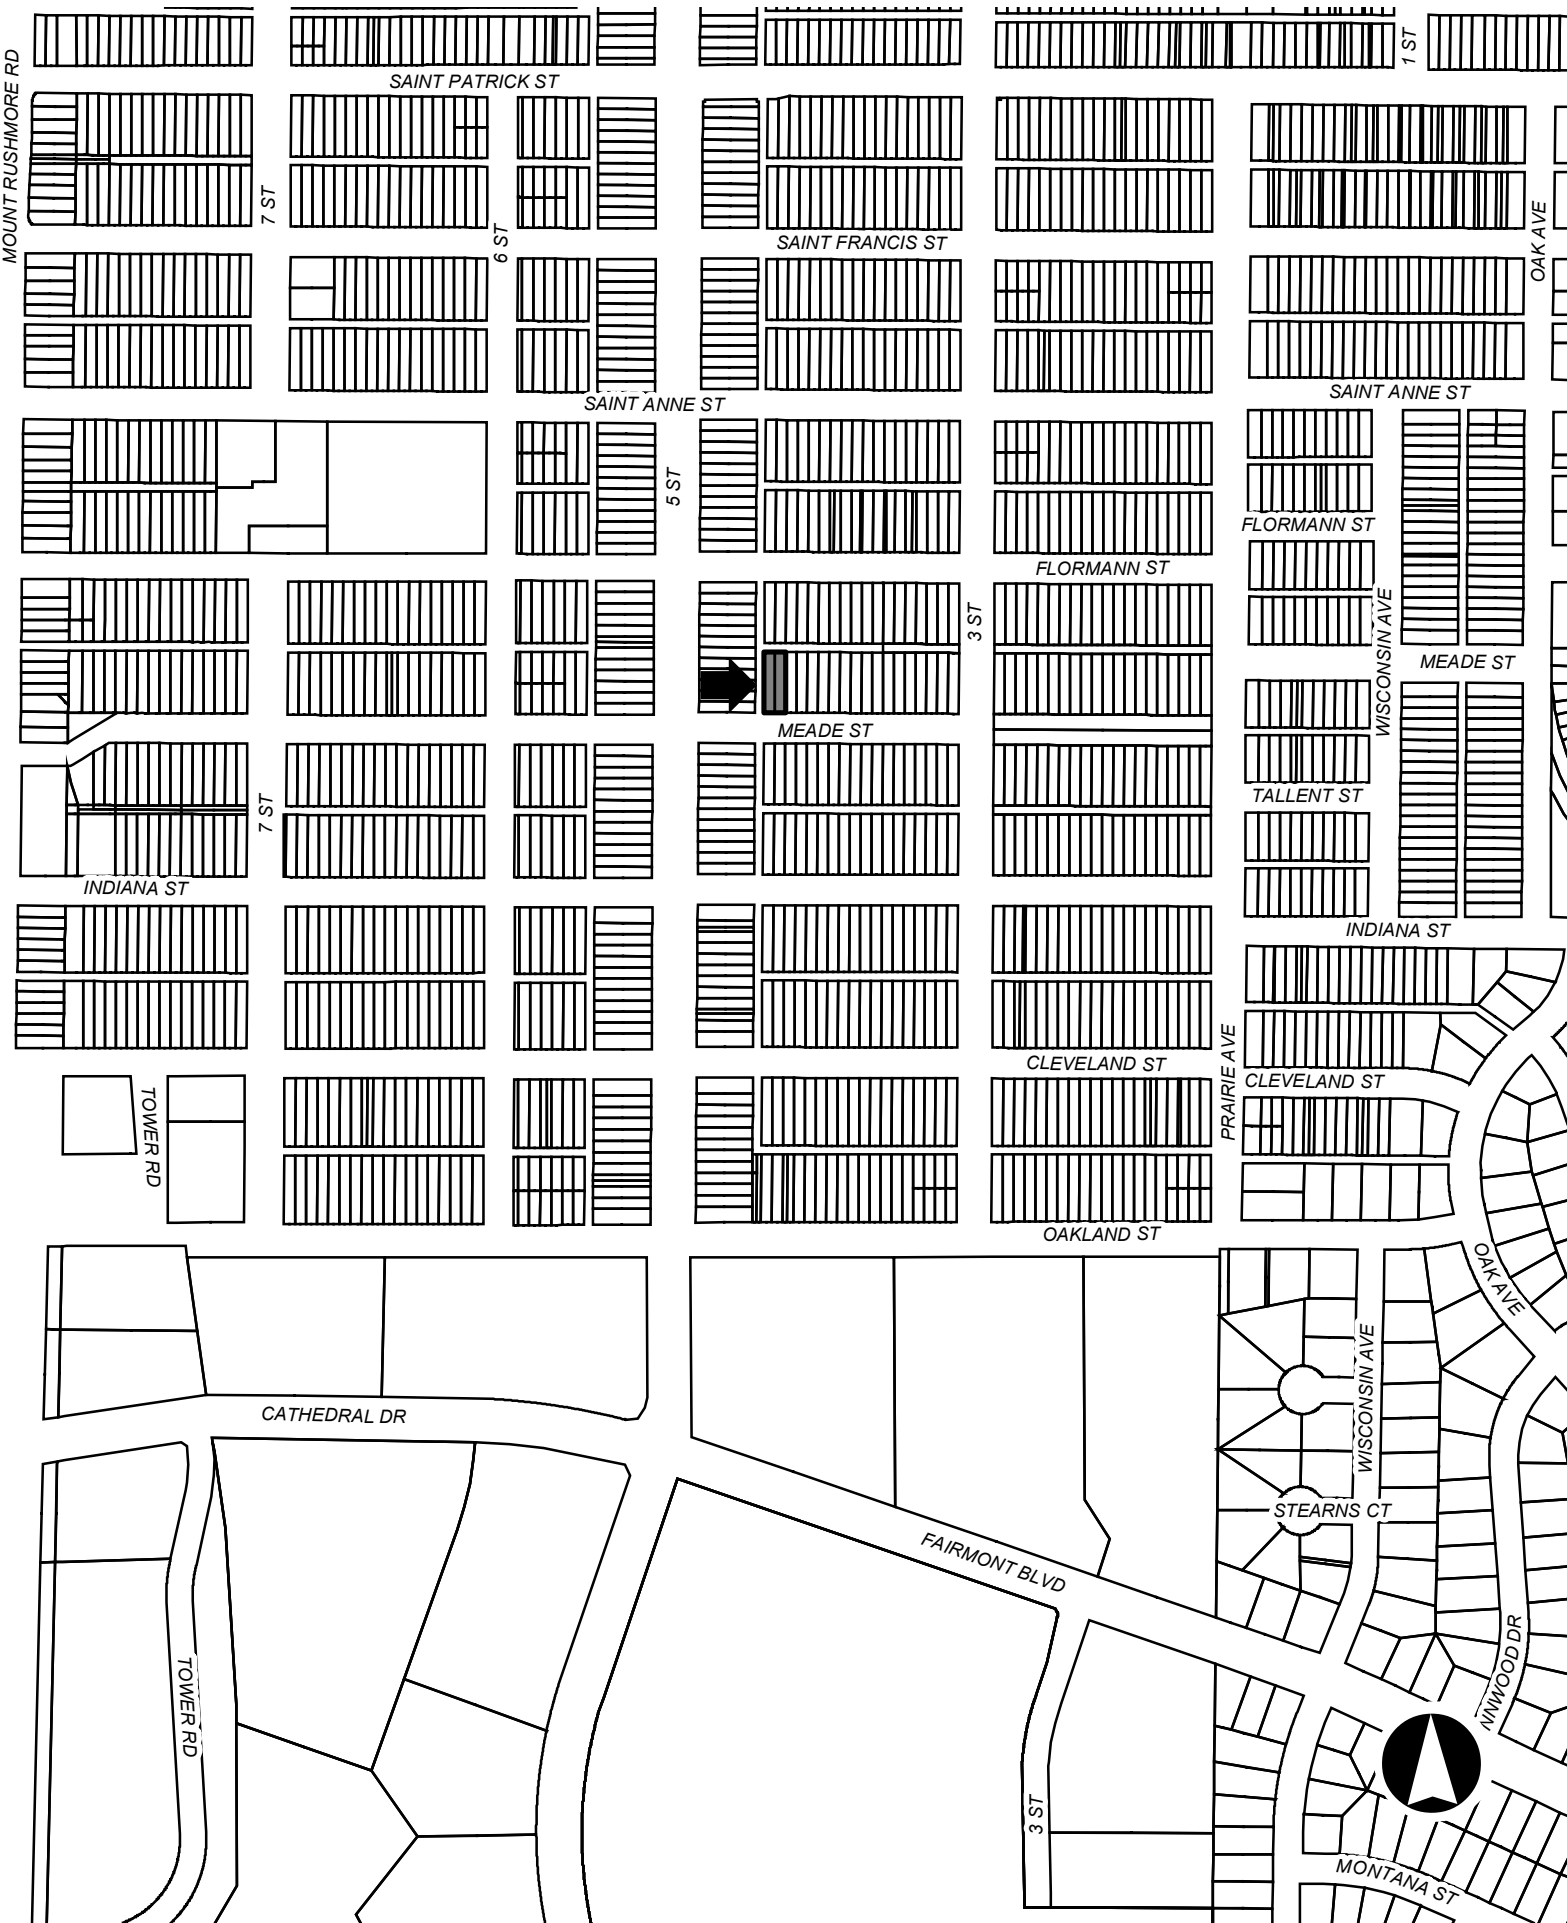 1 ST
SAINT PATRICK ST
MOUNT RUSHMORE RD
7 ST
6 ST
SAINT FRANCIS ST
OAK AVE
SAINT ANNE ST
SAINT ANNE ST
5 ST
FLORMANN ST
FLORMANN ST
3 ST
WISCONSIN AVE
MEADE ST
MEADE ST
TALLENT ST
7 ST
INDIANA ST
INDIANA ST
CLEVELAND ST
PRAIRIE AVE
CLEVELAND ST
TOWER RD
OAKLAND ST
OAK AVE
WISCONSIN AVE
CATHEDRAL DR
STEARNS CT
FAIRMONT BLVD
NNWOOD DR
TOWER RD
3 ST
MONTANA ST